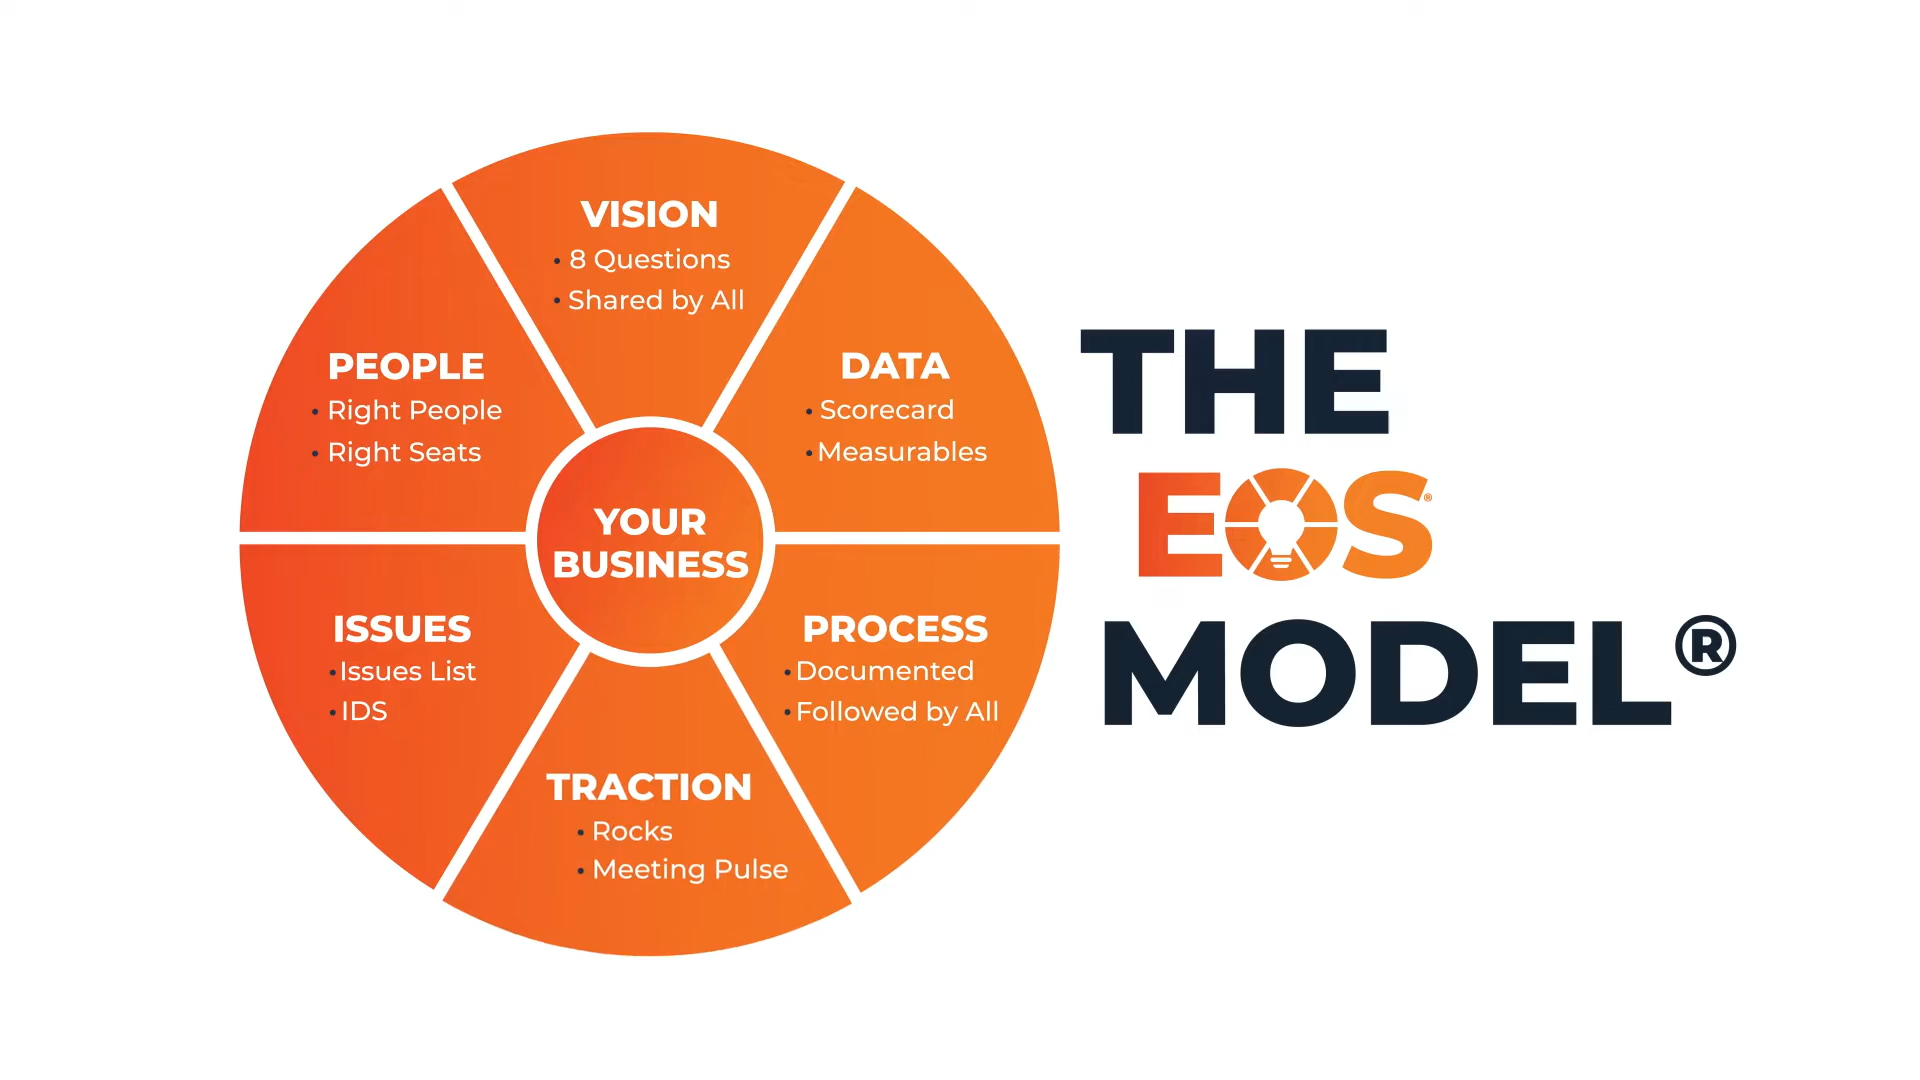 VISION
• 8 Questions
• Shared by All
PEOPLE
• Right People
• Right Seats
DATA
• Scorecard
• Measurables
YOUR
BUSINESS
ISSUES
• Issues List
• IDS
PROCESS
• Documented
• Followed by All
TRACTION
• Rocks
• Meeting Pulse
THE
EOS®
MODEL®